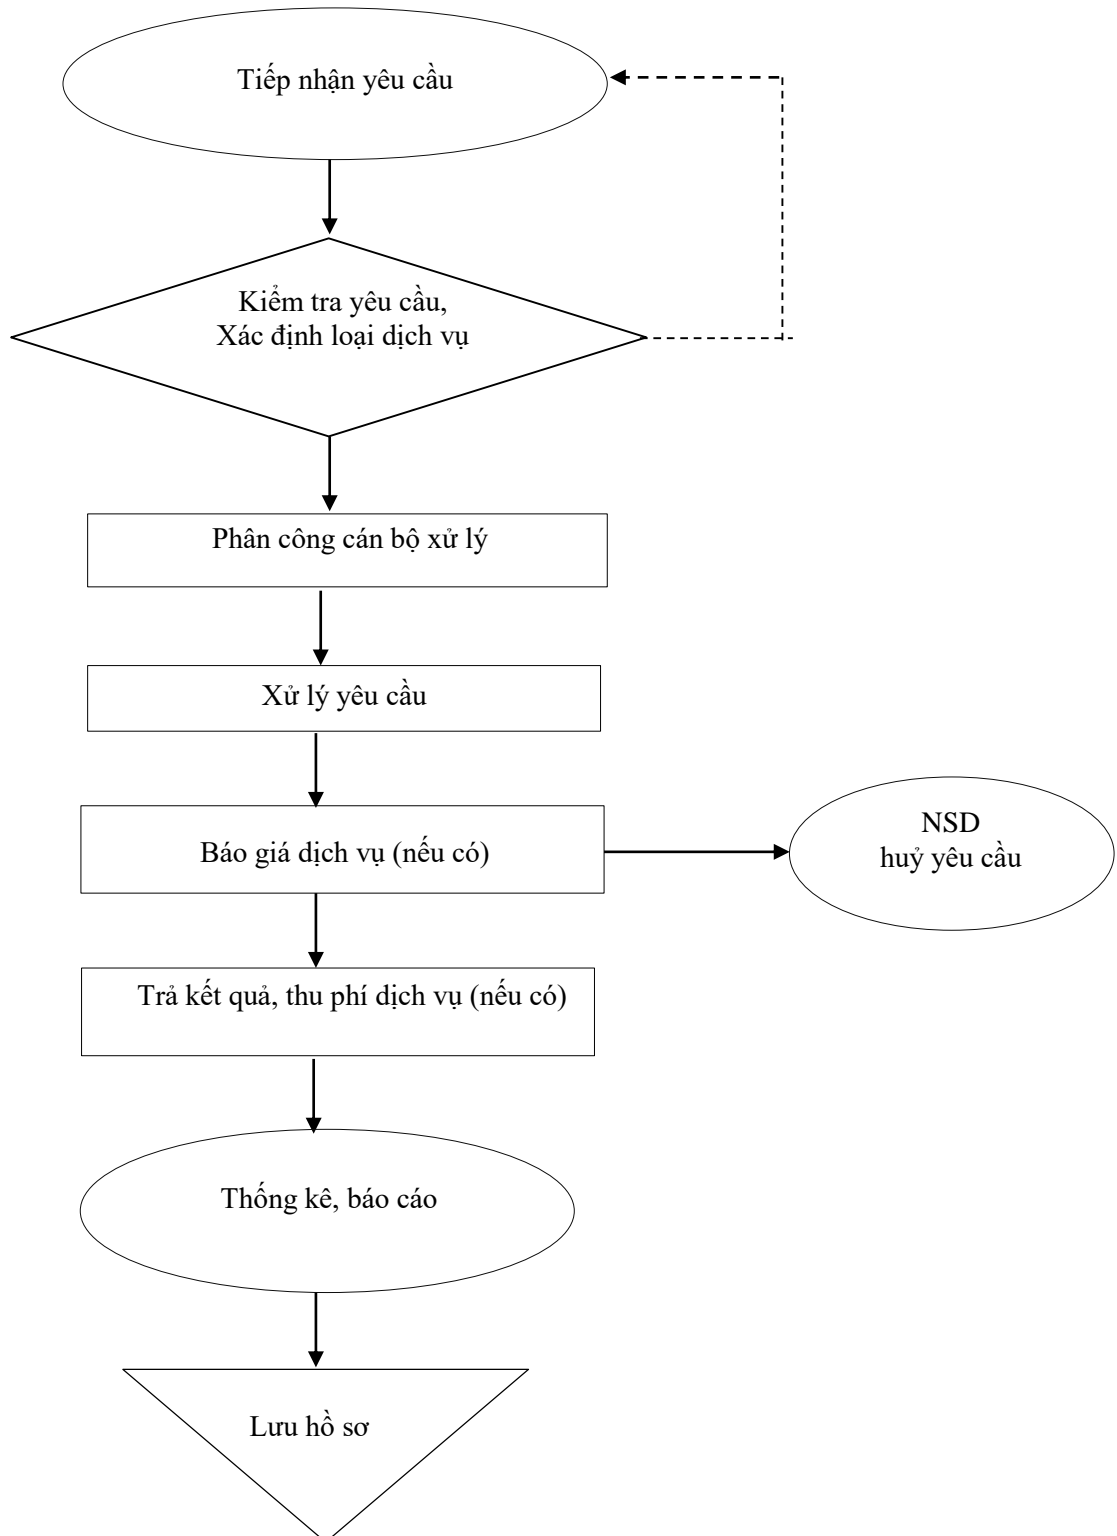 Tiếp nhận yêu cầu
Kiểm tra yêu cầu,
Xác định loại dịch vụ
Phân công cán bộ xử lý
Xử lý yêu cầu
Báo giá dịch vụ (nếu có)
NSD
huỷ yêu cầu
Trả kết quả, thu phí dịch vụ (nếu có)
Thống kê, báo cáo
Lưu hồ sơ